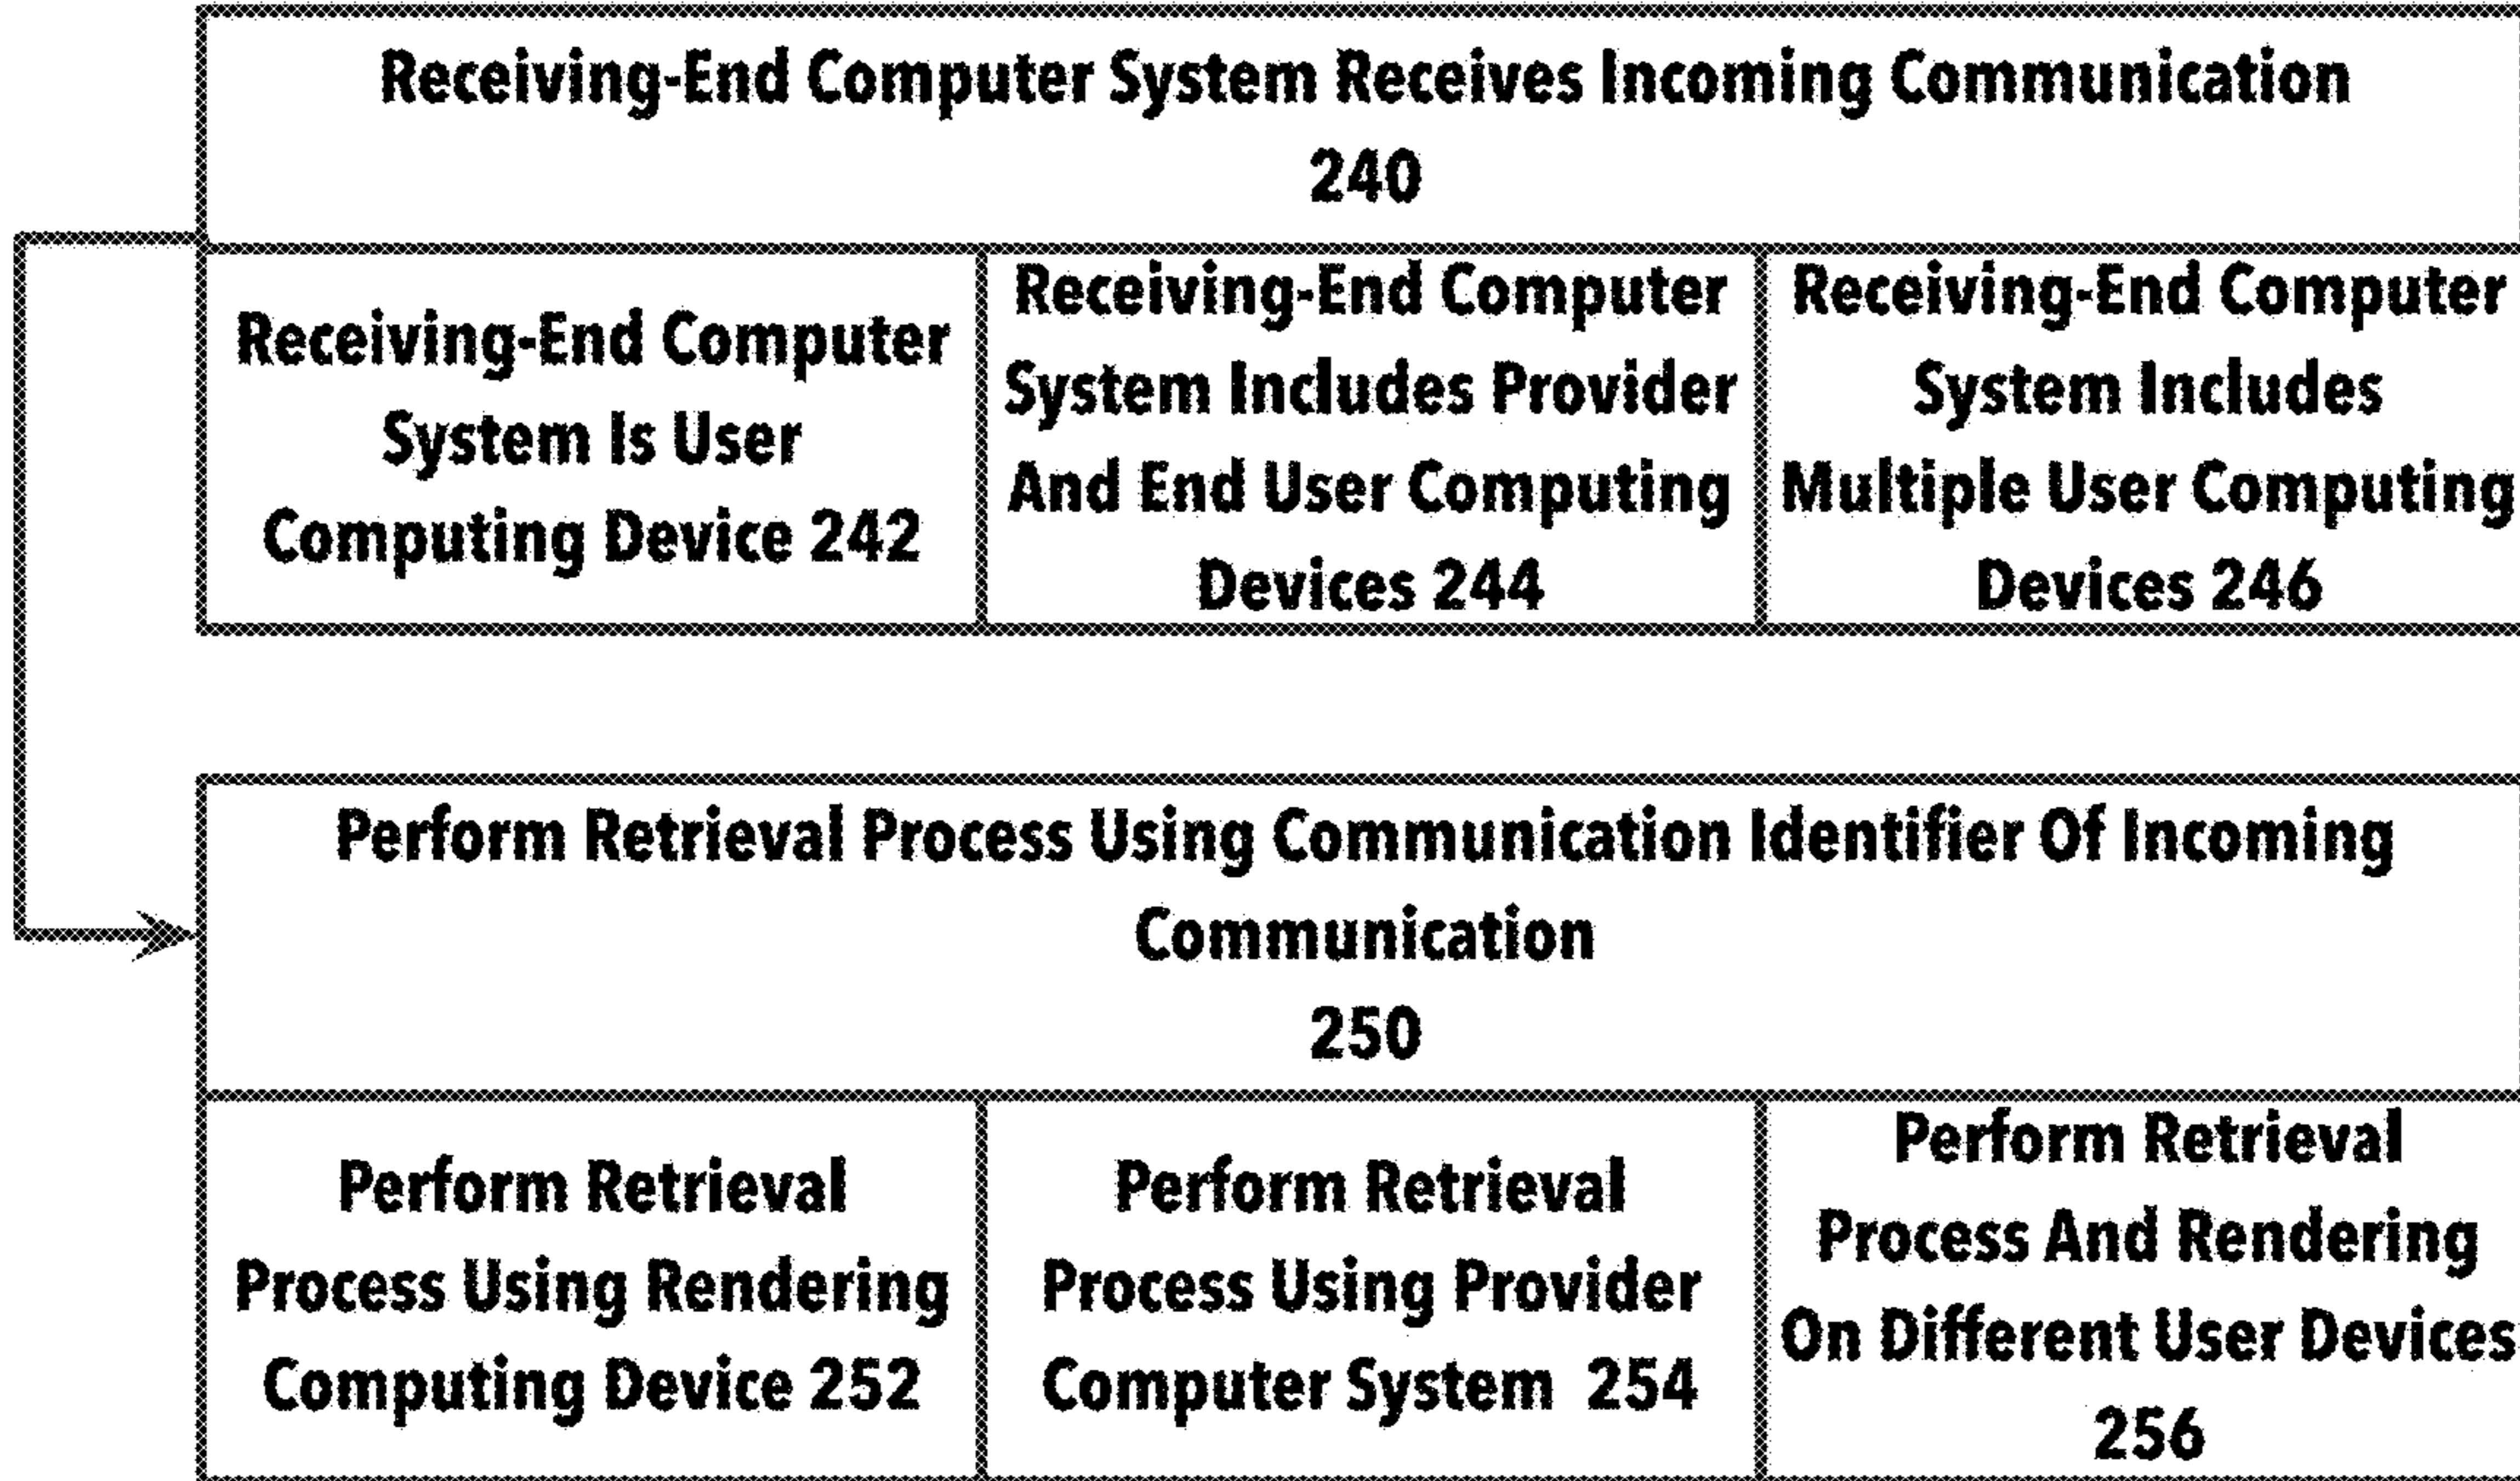 Receiving-End Computer System Receives Incoming Communication
240
Receiving-End Computer
System Is User
Computing Device 242
Receiving-End Computer
System Includes Provider
And End User Computing
Devices 244
Receiving-End Computer
System Includes
Multiple User Computing
Devices 246
Perform Retrieval Process Using Communication Identifier Of Incoming
Communication
250
Perform Retrieval
Process Using Rendering
Computing Device 252
Perform Retrieval
Process Using Provider
Computer System 254
Perform Retrieval
Process And Rendering
On Different User Devices
256